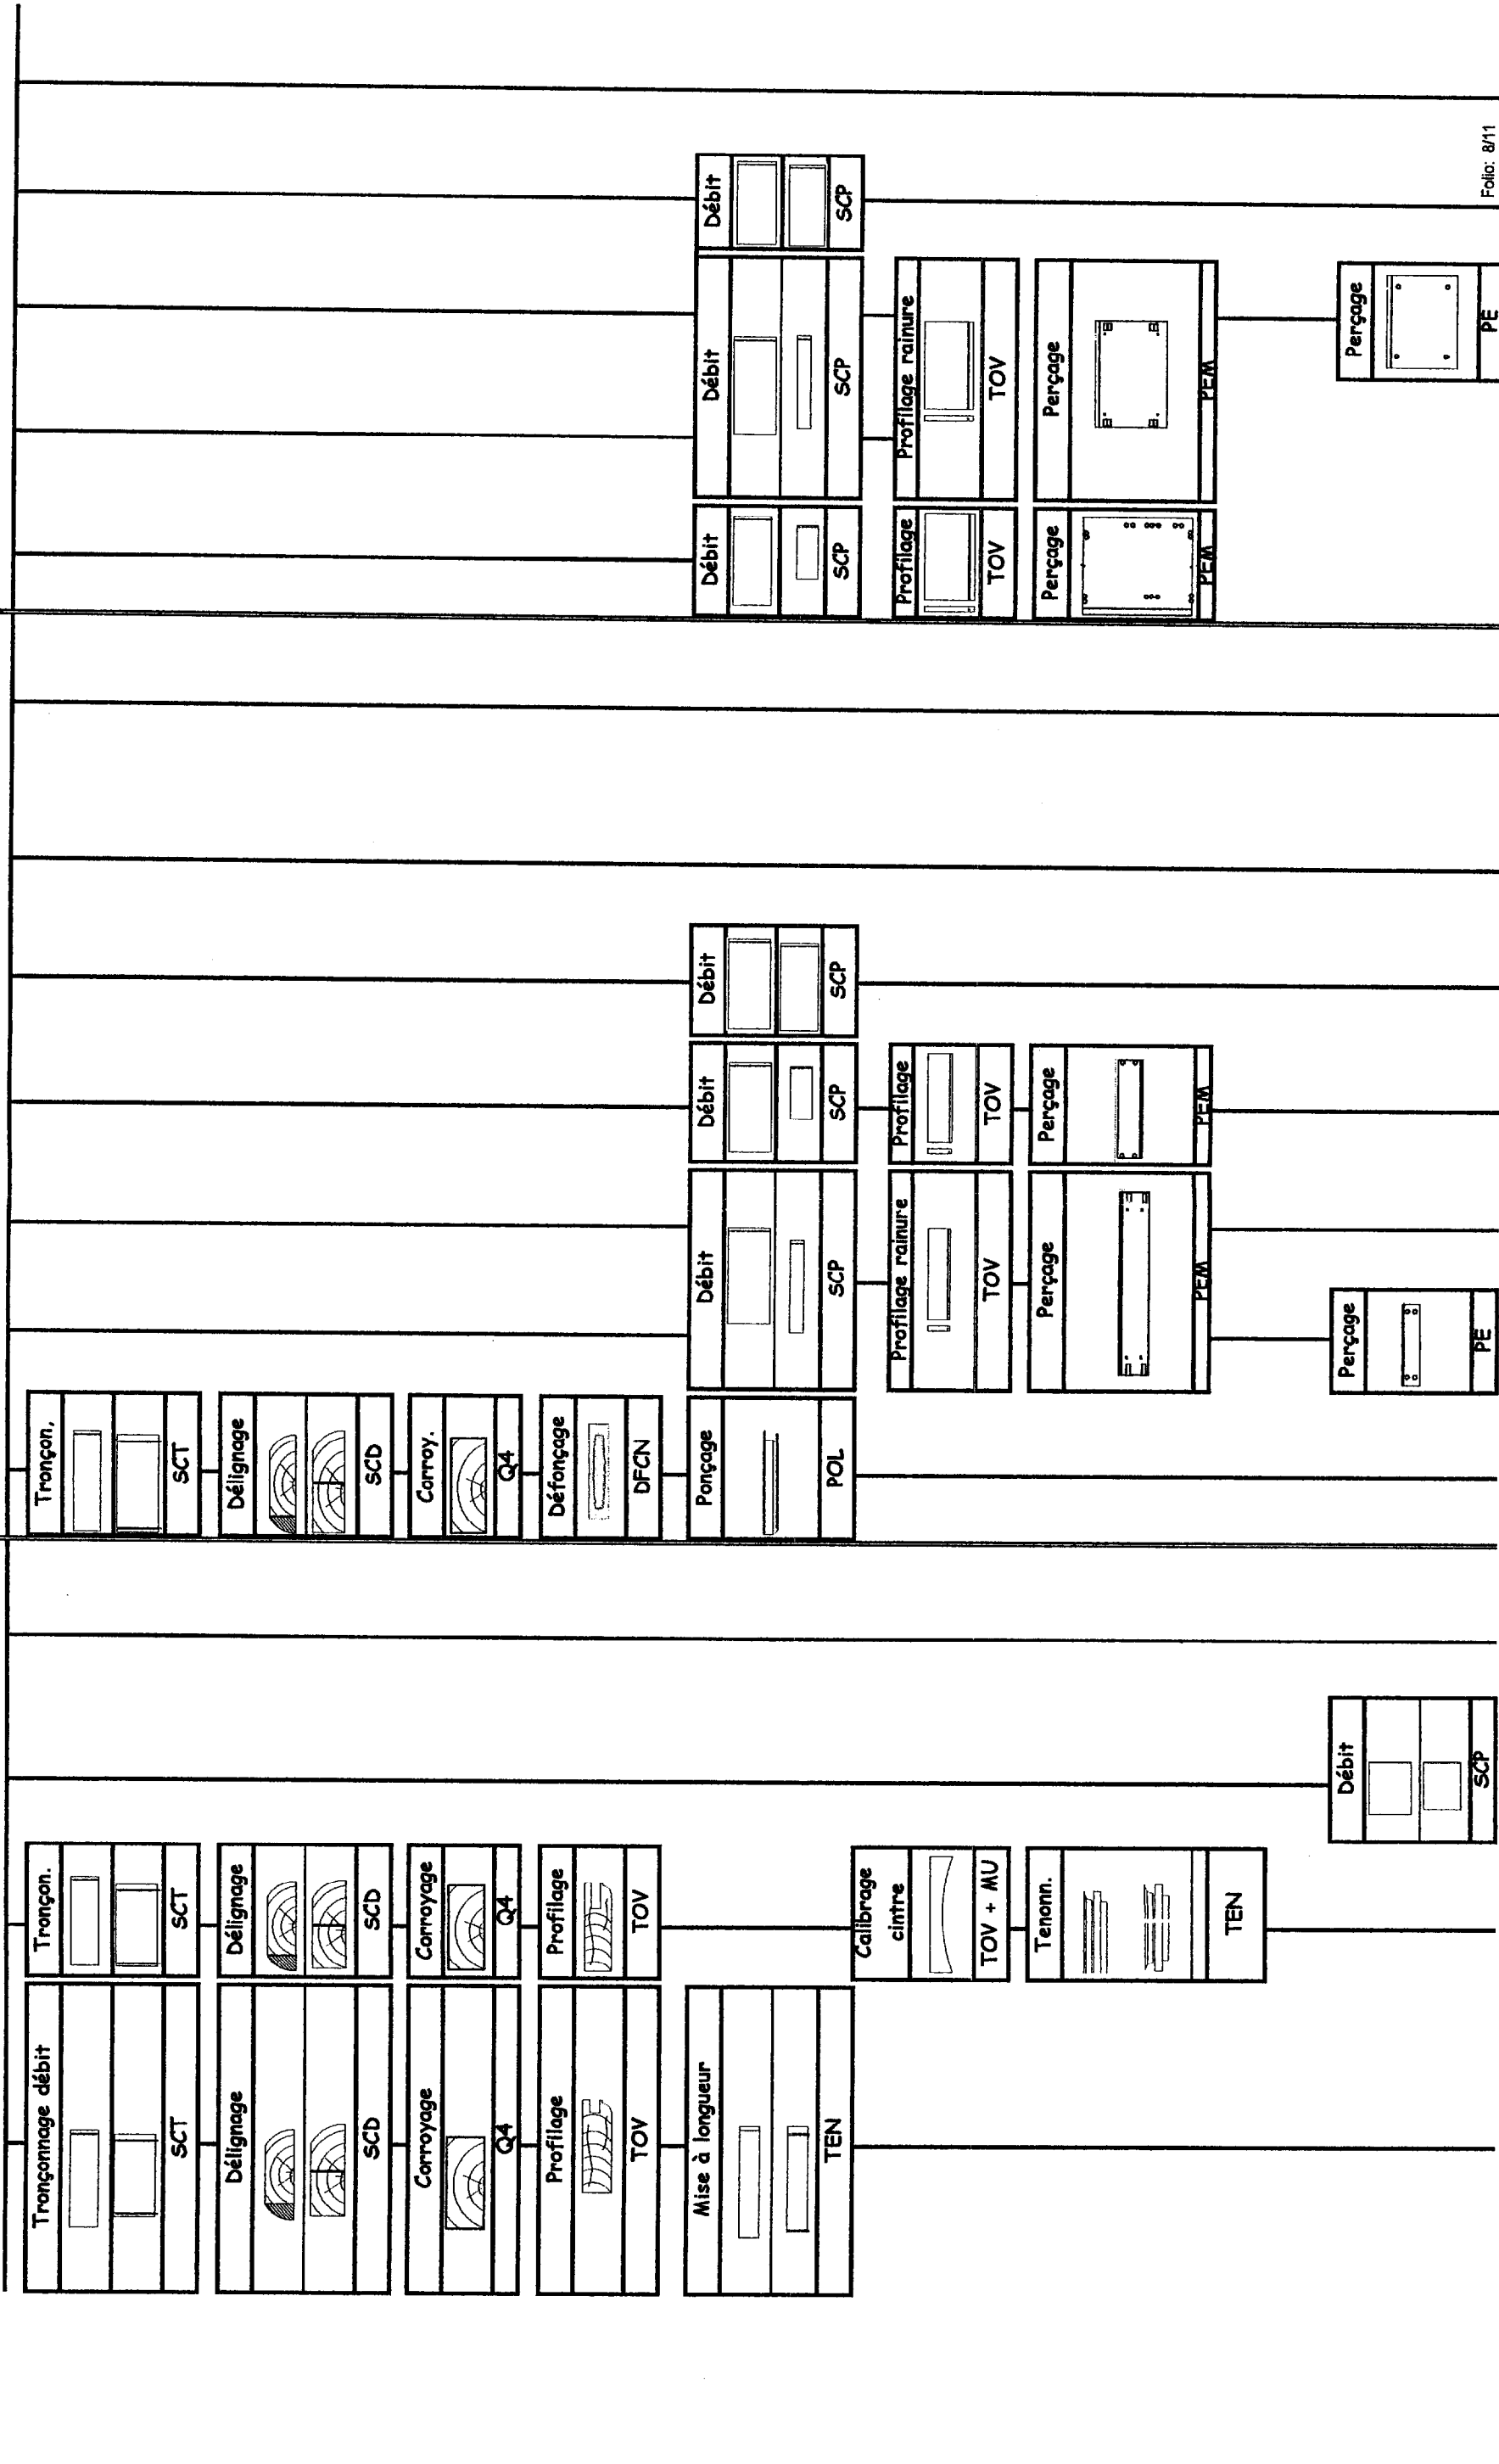 Tronçonnage débit
SCT
Délignage
SCD
Corroyage
Q4
Profilage
TOV
Mise à longueur
TEN
Tronçon.
SCT
Délignage
SCD
Corroyage
Q4
Profilage
TOV
Calibrage
cintre
TOV + MU
Tenonn.
TEN
Débit
SCP
Tronçon,
SCT
Délignage
SCD
Corroy.
Q4
Défonçage
DFCN
Ponçage
POL
Débit
SCP
Profilage rainure
TOV
Perçage
PEM
Perçage
PE
Débit
SCP
Profilage
TOV
Perçage
PEM
Débit
SCP
Débit
SCP
Profilage
TOV
Perçage
PEM
Débit
SCP
Profilage rainure
TOV
Perçage
PEM
Perçage
PE
Débit
SCP
Folio: 8/11